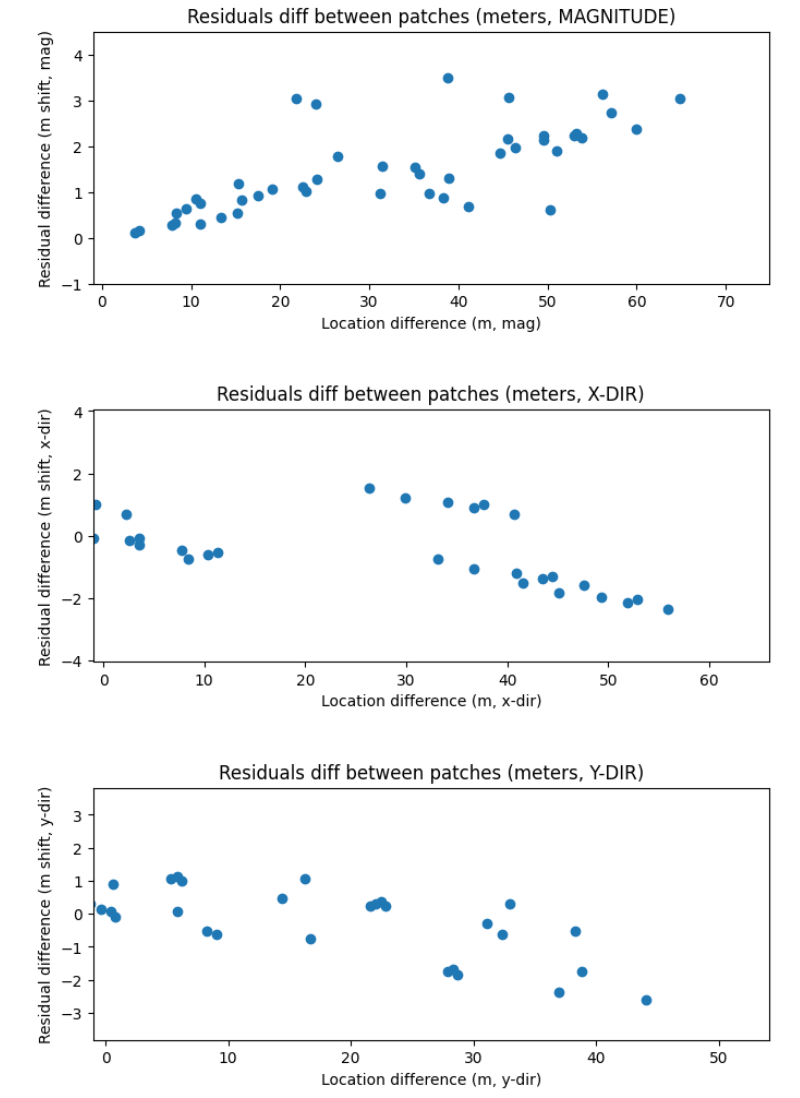 Residuals diff between patches (meters, MAGNITUDE)
Residual difference (m shift, mag)
4
3
2
1
0
−1
0 10 20 30 40 50 60 70
Location difference (m, mag)
Residuals diff between patches (meters, X-DIR)
Residual difference (m shift, x-dir)
4
2
0
−2
−4
0 10 20 30 40 50 60
Location difference (m, x-dir)
Residuals diff between patches (meters, Y-DIR)
Residual difference (m shift, y-dir)
3
2
1
0
−1
−2
−3
0 10 20 30 40 50
Location difference (m, y-dir)